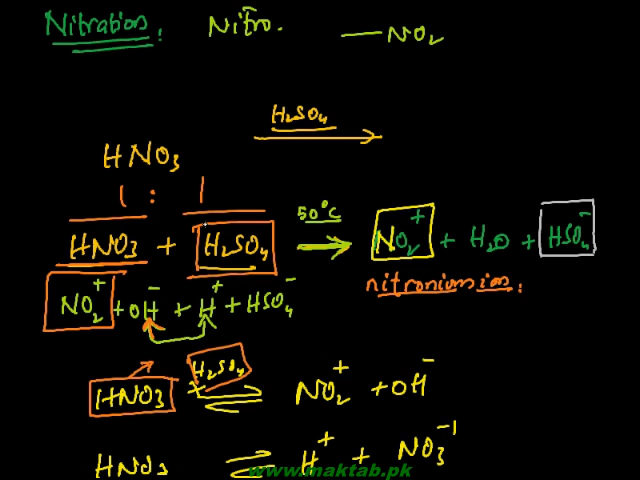 Nitration: Nitro. —NO₂
H₂SO₄
HNO₃
1 : 1
HNO₃ + H₂SO₄ 50°C → NO₂⁺ + H₂O + HSO₄⁻
NO₂⁺ + OH⁻ + H⁺ + HSO₄⁻
nitronium ion:
H₂SO₄
HNO₃ + ⇌ NO₂⁺ + OH⁻
HNO₃ ⇌ H⁺ + NO₃⁻¹
www.maktab.pk